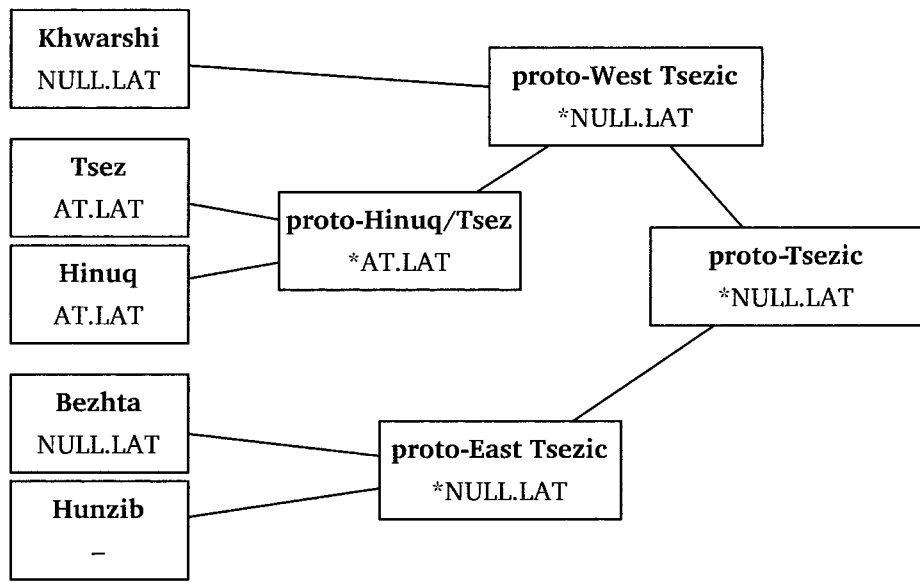 Khwarshi
NULL.LAT
proto-West Tsezic
*NULL.LAT
Tsez
AT.LAT
proto-Hinuq/Tsez
*AT.LAT
Hinuq
AT.LAT
proto-Tsezic
*NULL.LAT
Bezhta
NULL.LAT
proto-East Tsezic
*NULL.LAT
Hunzib
–